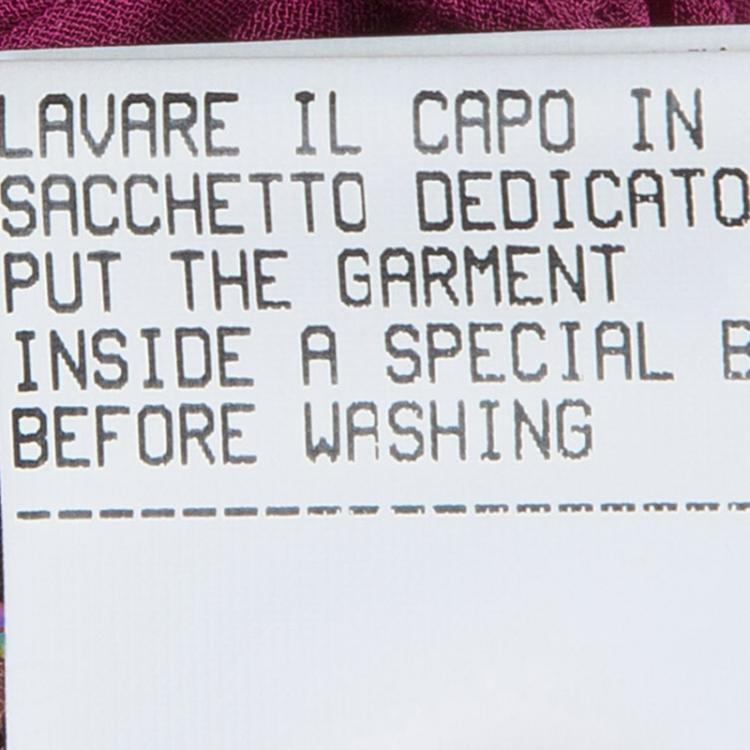 LAVARE IL CAPO IN
SACCHETTO DEDICATO
PUT THE GARMENT
INSIDE A SPECIAL
BEFORE WASHING